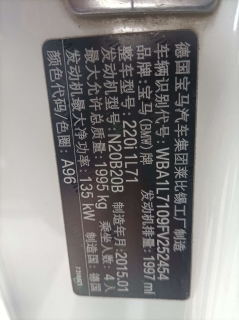 德国宝马汽车集团莱比锡工厂制造
车辆识别代号:WBA1L7109FV252454
品牌:宝马(BMW)牌
整车型号:220i 1L71 发动机排量:1997 ml
发动机型号:N20B20B 乘坐人数:4人
最大允许总质量:1995 kg 制造年月:2015.01
发动机最大净功率:135 kW 制造国:德国
颜色代码/色圈:A96